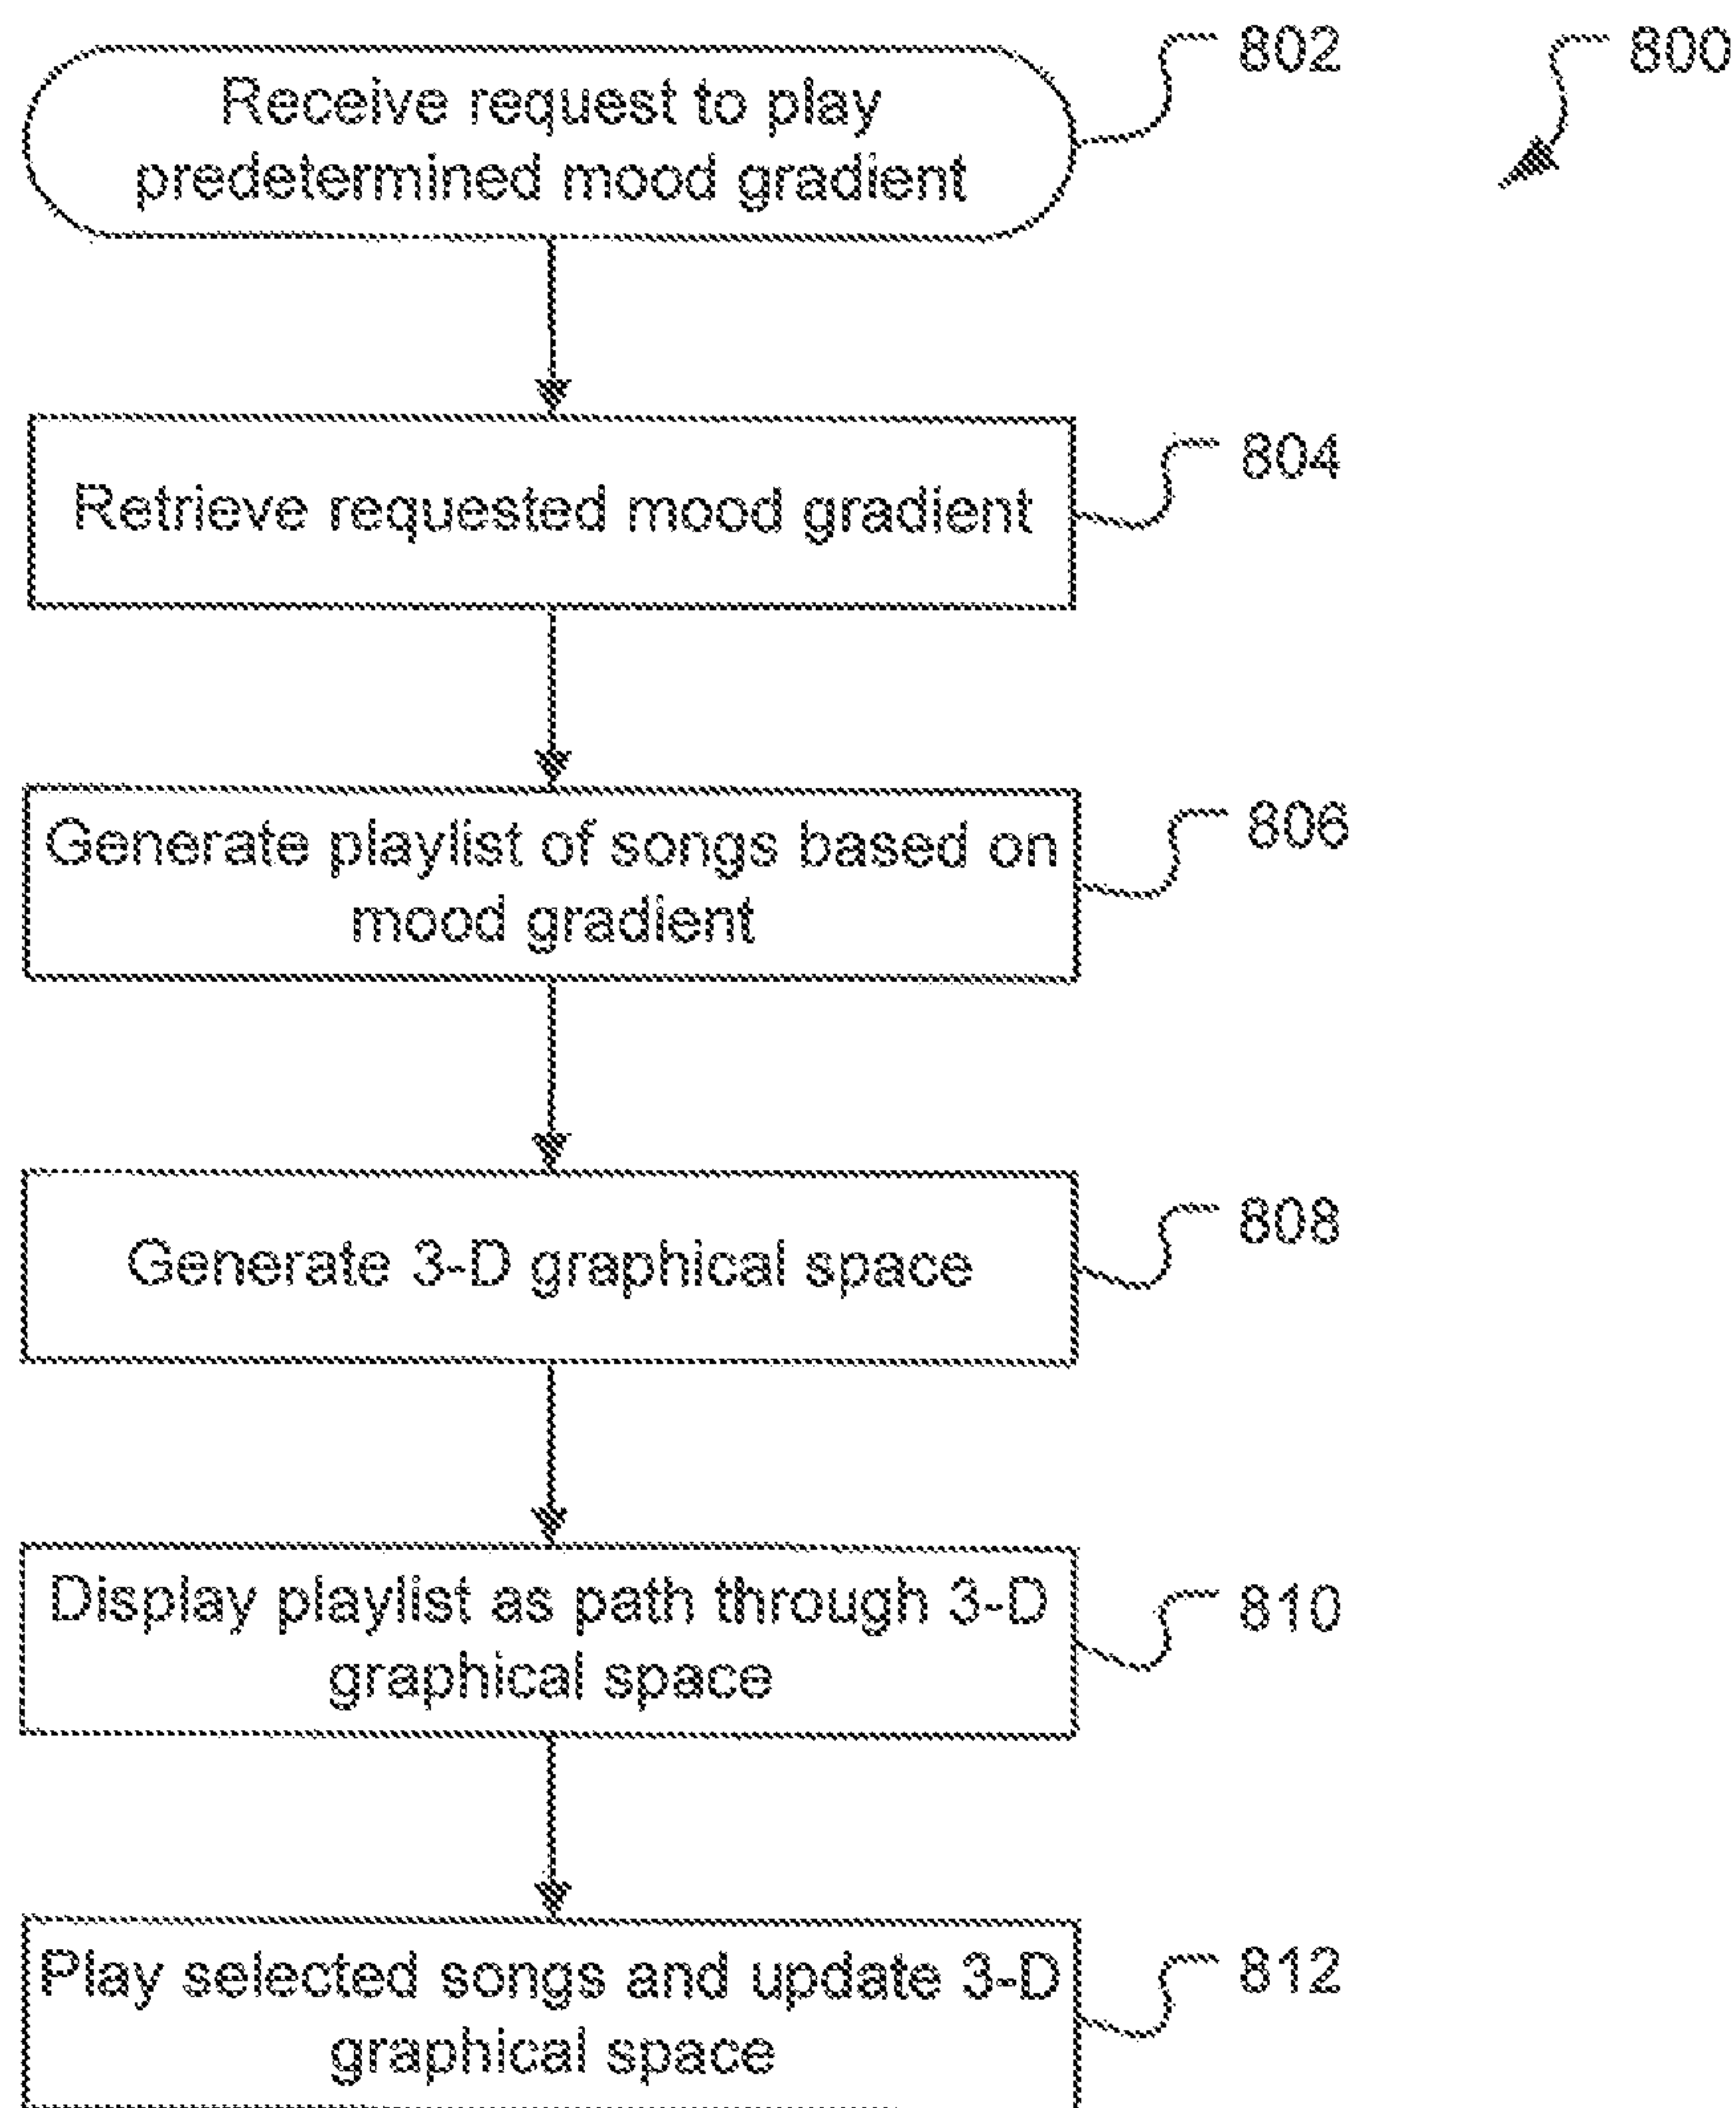 800
Receive request to play
predetermined mood gradient
802
Retrieve requested mood gradient
804
Generate playlist of songs based on
mood gradient
806
Generate 3-D graphical space
808
Display playlist as path through 3-D
graphical space
810
Play selected songs and update 3-D
graphical space
812